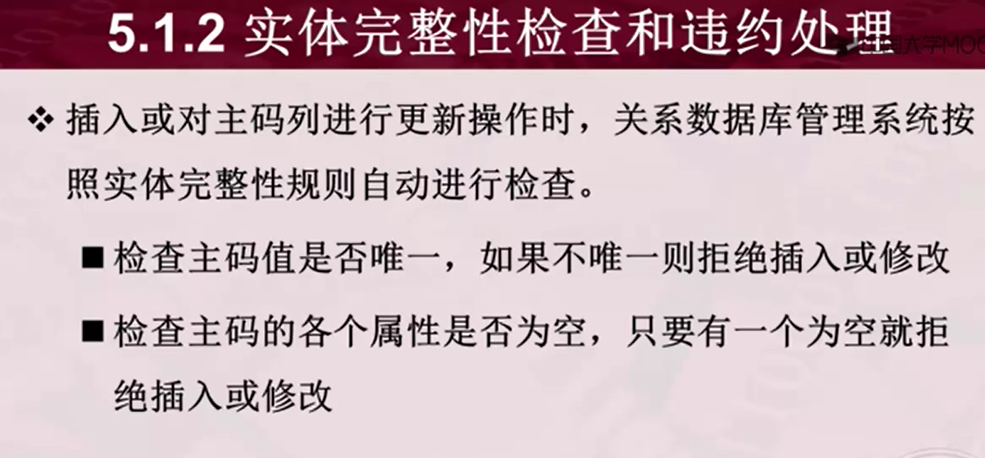 5.1.2 实体完整性检查和违约处理
中国大学MOO
❖ 插入或对主码列进行更新操作时，关系数据库管理系统按
照实体完整性规则自动进行检查。
■ 检查主码值是否唯一，如果不唯一则拒绝插入或修改
■ 检查主码的各个属性是否为空，只要有一个为空就拒
绝插入或修改